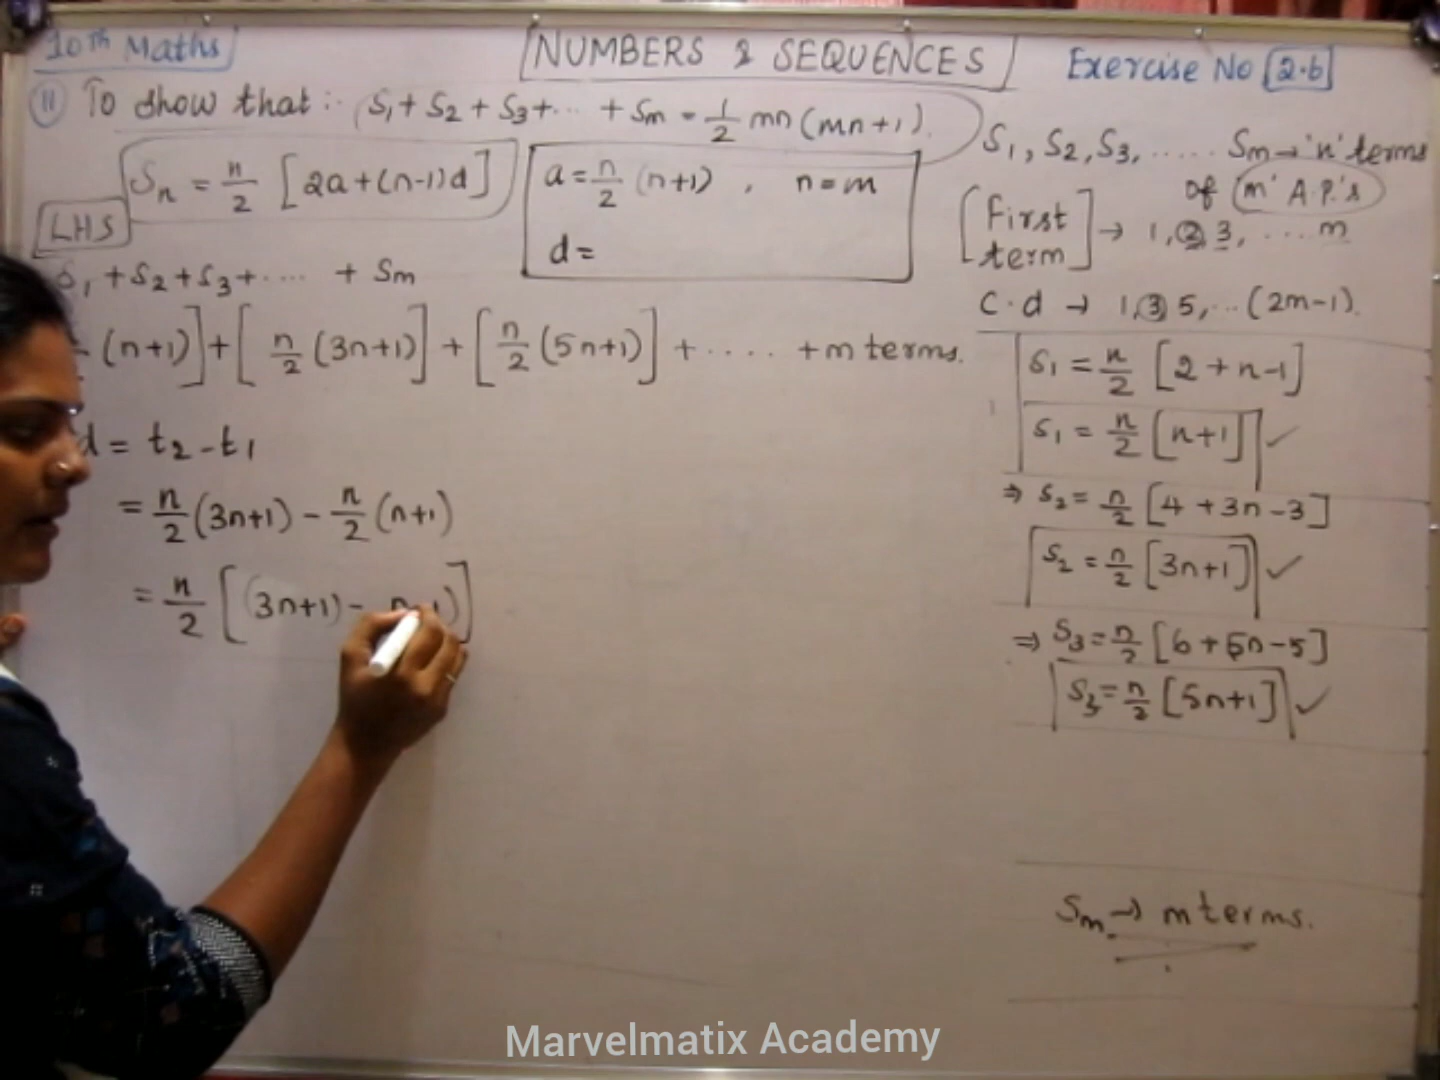 10th Maths
NUMBERS & SEQUENCES
Exercise No 2.b
11 To show that :- S1 + S2 + S3 + ... + Sm = 1/2 mn (mn+1).
Sn = n/2 [2a + (n-1)d]
a = n/2 (n+1) , n = m
d =
LHS
S1 + S2 + S3 + .... + Sm
(n+1)] + [n/2 (3n+1)] + [n/2 (5n+1)] + ..... + m terms.
d = t2 - t1
= n/2 (3n+1) - n/2 (n+1)
= n/2 [(3n+1) -
S1, S2, S3, ...... Sm → 'n' terms
of 'm' A.P.'s
[First term] → 1, 2, 3, .... m
C.d → 1, 3, 5, ... (2m-1).
S1 = n/2 [2 + n-1]
S1 = n/2 [n+1] ✓
⇒ S2 = n/2 [4 + 3n - 3]
S2 = n/2 [3n+1] ✓
⇒ S3 = n/2 [6 + 5n - 5]
S3 = n/2 [5n+1] ✓
Sm → m terms.
Marvelmatix Academy